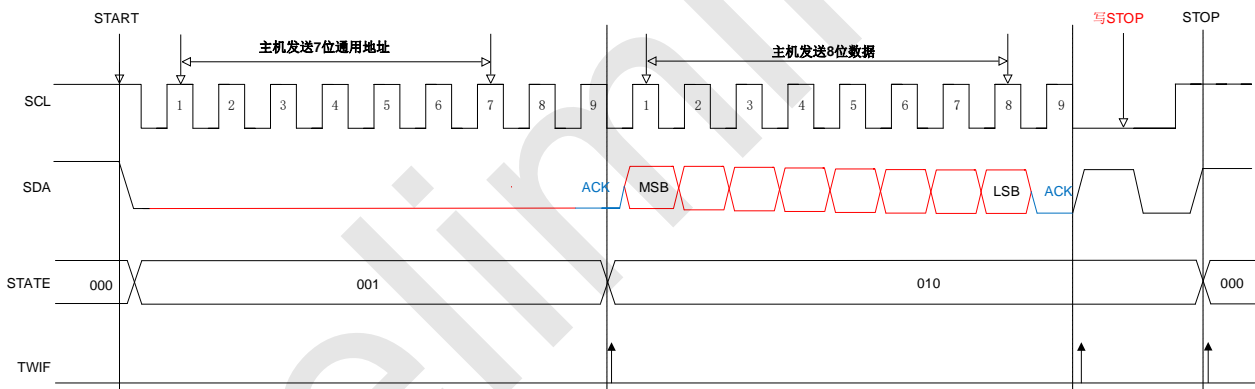 START
写STOP
STOP
主机发送7位通用地址
主机发送8位数据
SCL
1 2 3 4 5 6 7 8 9 1 2 3 4 5 6 7 8 9
SDA
ACK MSB LSB ACK
STATE
000 001 010 000
TWIF